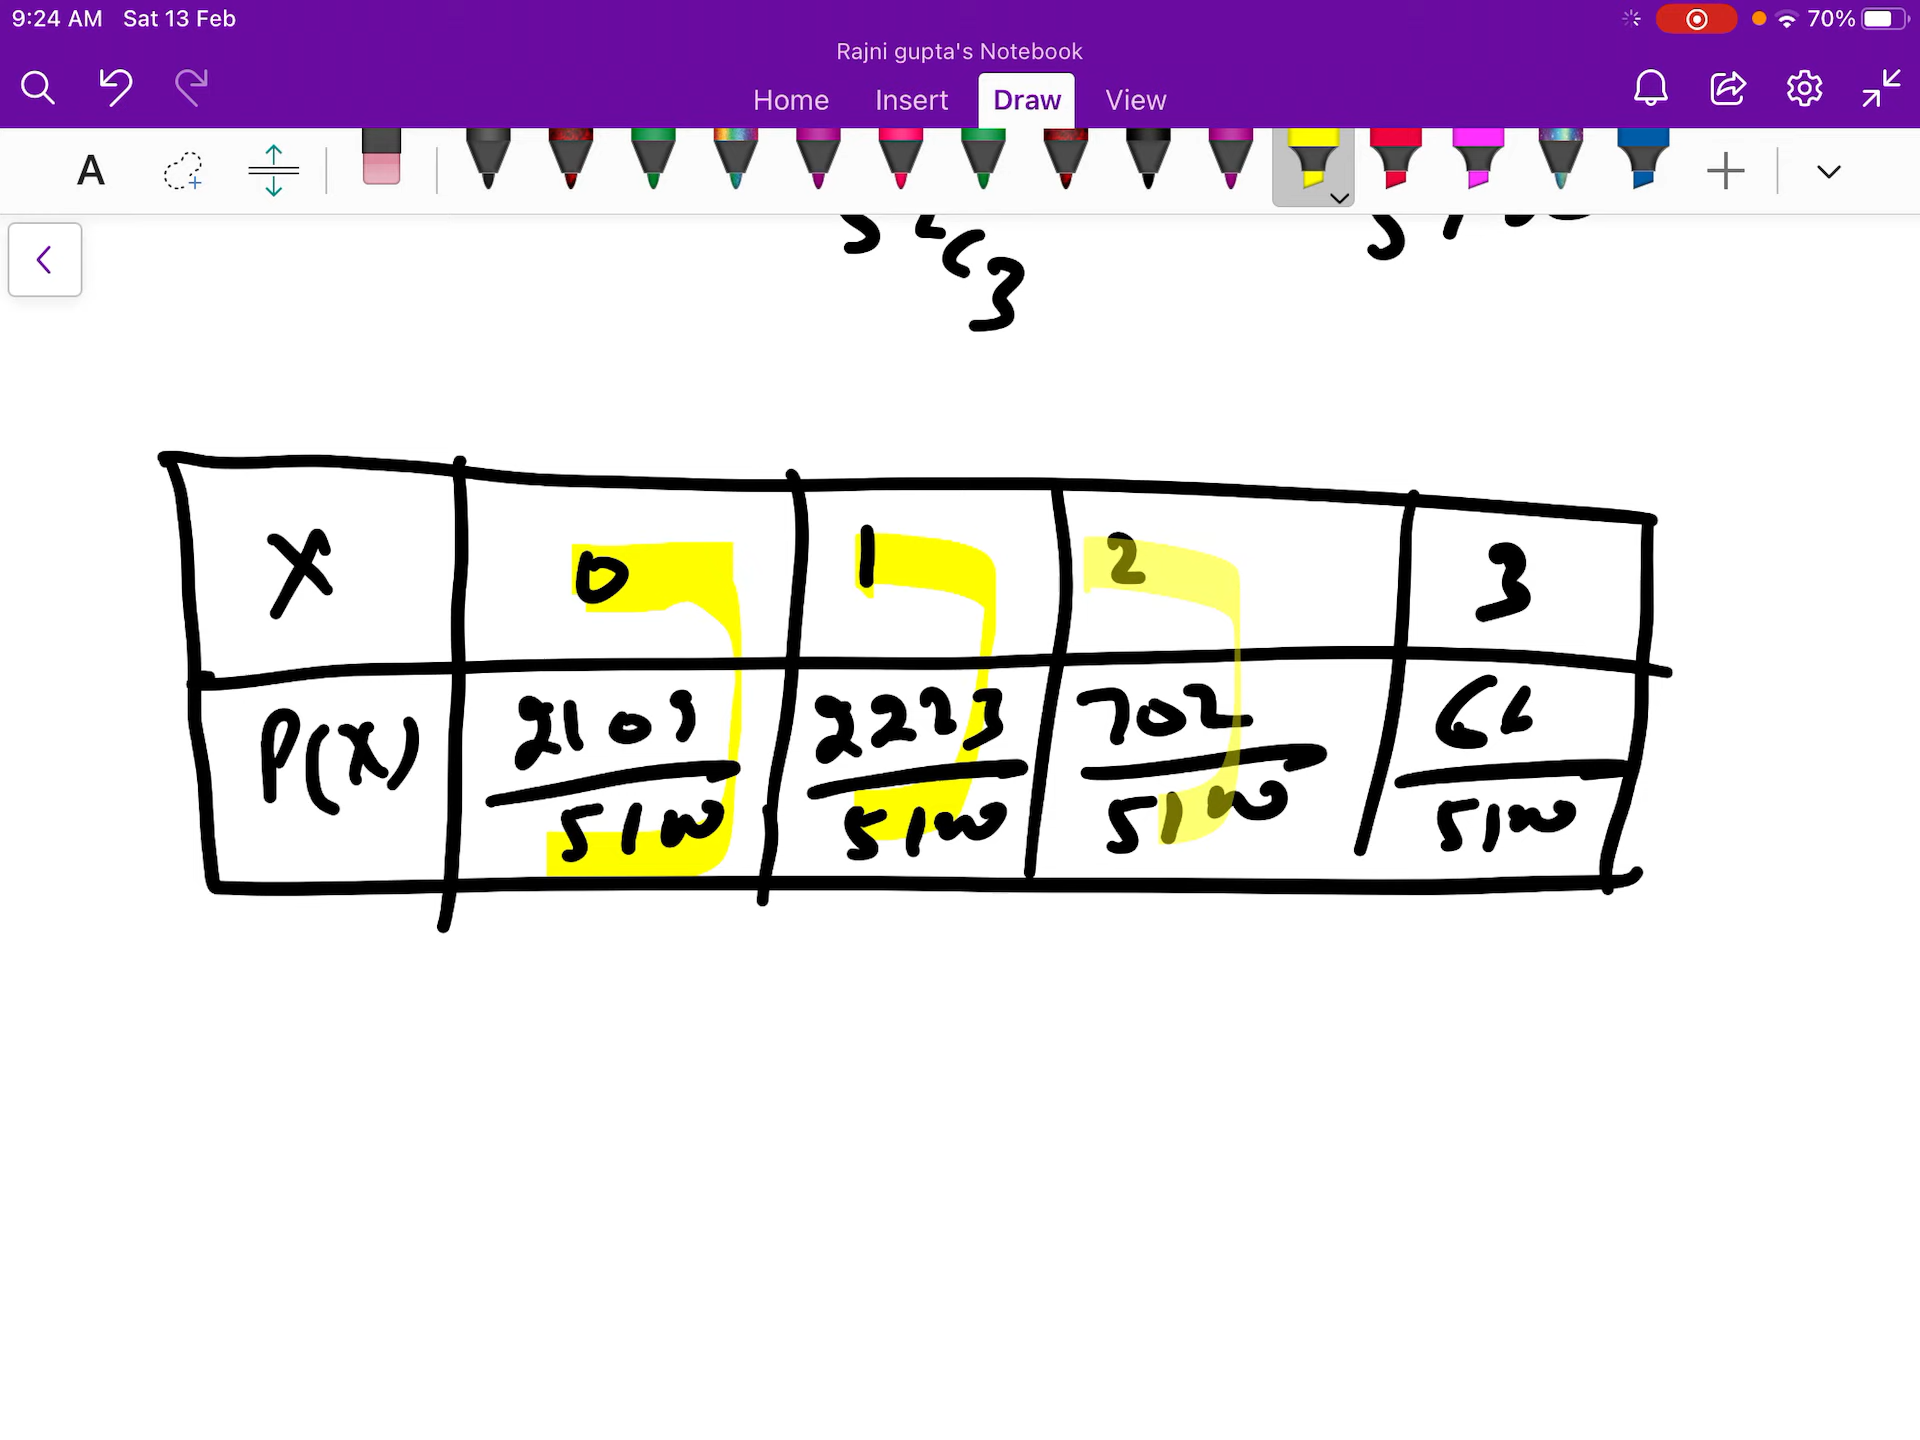 9:24 AM Sat 13 Feb 70%
Rajni gupta's Notebook
Home Insert Draw View
A
52C3
X 0 1 2 3
P(X) 2109/5100 2223/5100 702/5100 66/5100